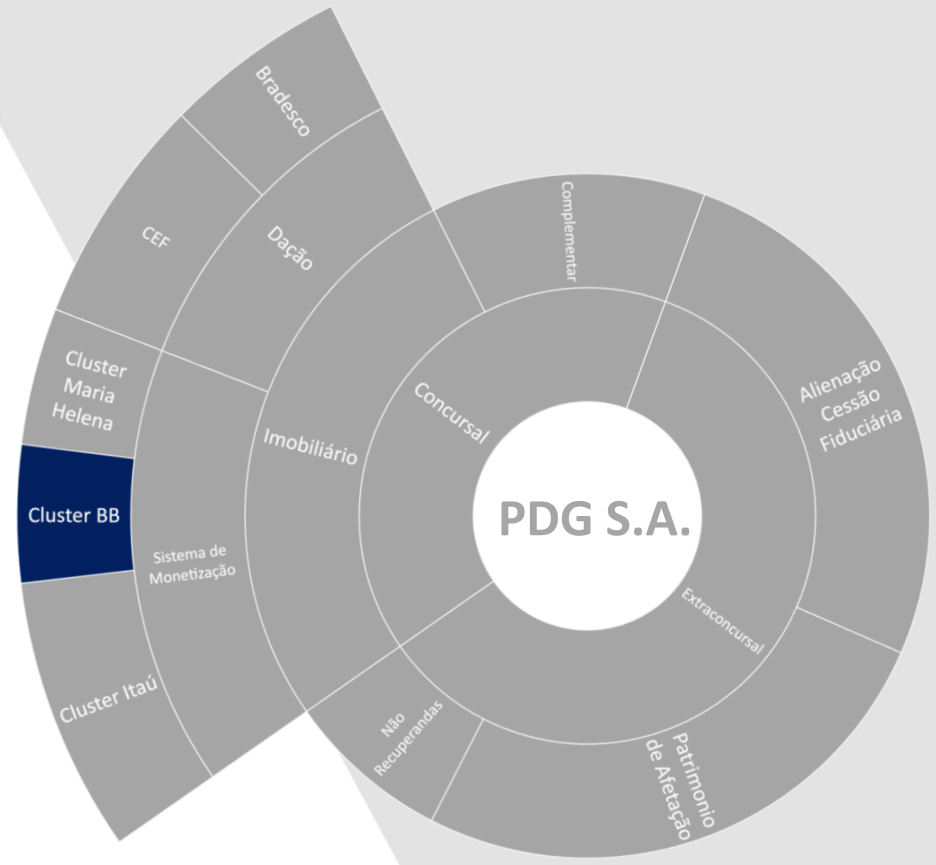 Bradesco
CEF
Dação
Cluster
Maria
Helena
Cluster BB
Cluster Itaú
Sistema de
Monetização
Imobiliário
Concursal
Complementar
PDG S.A.
Alienação
Cessão
Fiduciária
Extraconcursal
Não
Recuperandas
Patrimonio
de Afetação